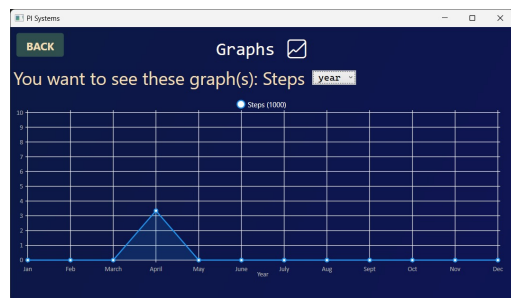 PI Systems
BACK
Graphs
You want to see these graph(s): Steps year
Steps (1000)
10
9
8
7
6
5
4
3
2
1
0
Jan Feb March April May June July Aug Sept Oct Nov Dec
Year